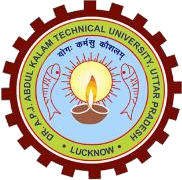 DR. A.P.J. ABDUL KALAM TECHNICAL UNIVERSITY, UTTAR PRADESH
योगः कर्मसु कौशलम्
LUCKNOW